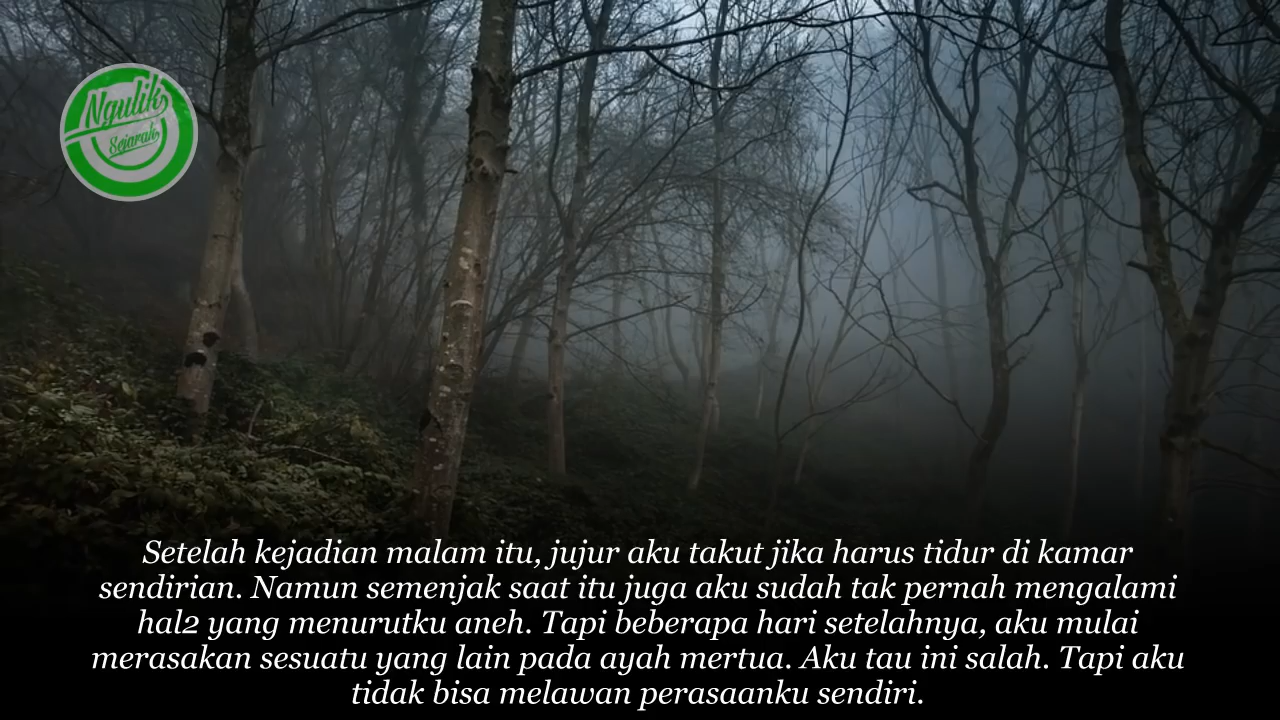 Ngulik
Sejarah
Setelah kejadian malam itu, jujur aku takut jika harus tidur di kamar
sendirian. Namun semenjak saat itu juga aku sudah tak pernah mengalami
hal2 yang menurutku aneh. Tapi beberapa hari setelahnya, aku mulai
merasakan sesuatu yang lain pada ayah mertua. Aku tau ini salah. Tapi aku
tidak bisa melawan perasaanku sendiri.